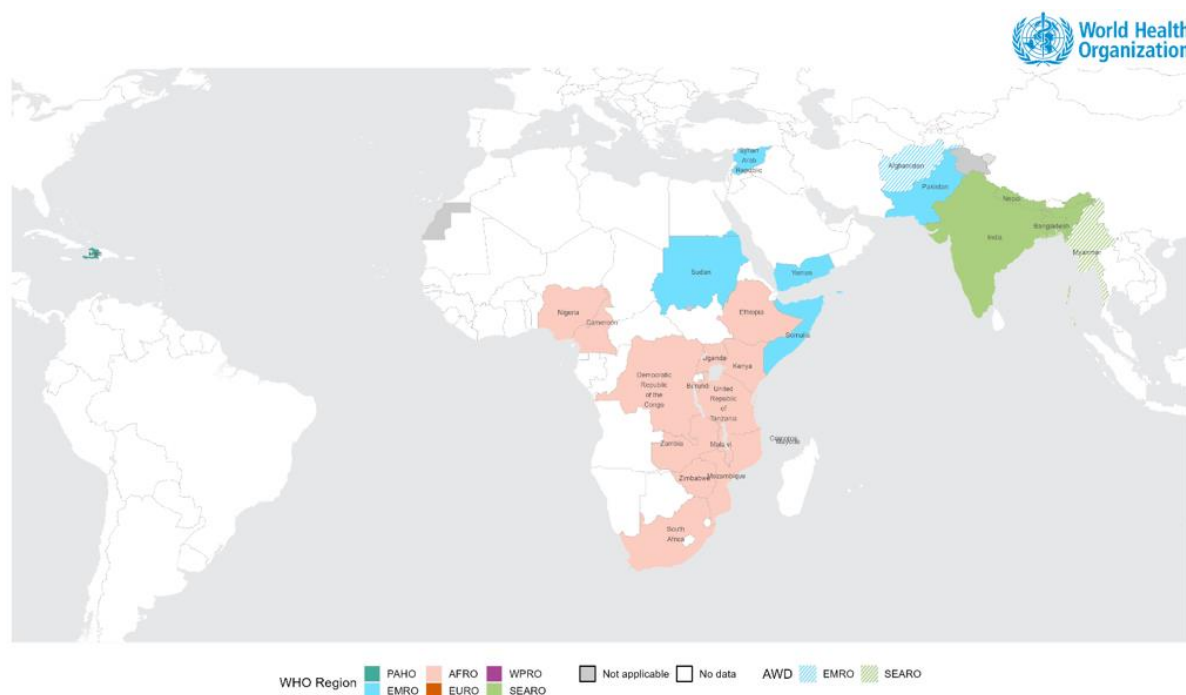 World Health
Organization
Syrian
Arab
Republic
Afghanistan
Pakistan
Nepal
India
Bangladesh
Myanmar
Sudan
Yemen
Nigeria
Cameroon
Ethiopia
Somalia
Uganda
Kenya
Democratic
Republic
of the
Congo
Burundi
United
Republic
of
Tanzania
Zambia
Malawi
Comoros
Mayotte
Zimbabwe
Mozambique
South
Africa
WHO Region
PAHO
AFRO
WPRO
EMRO
EURO
SEARO
Not applicable
No data
AWD
EMRO
SEARO